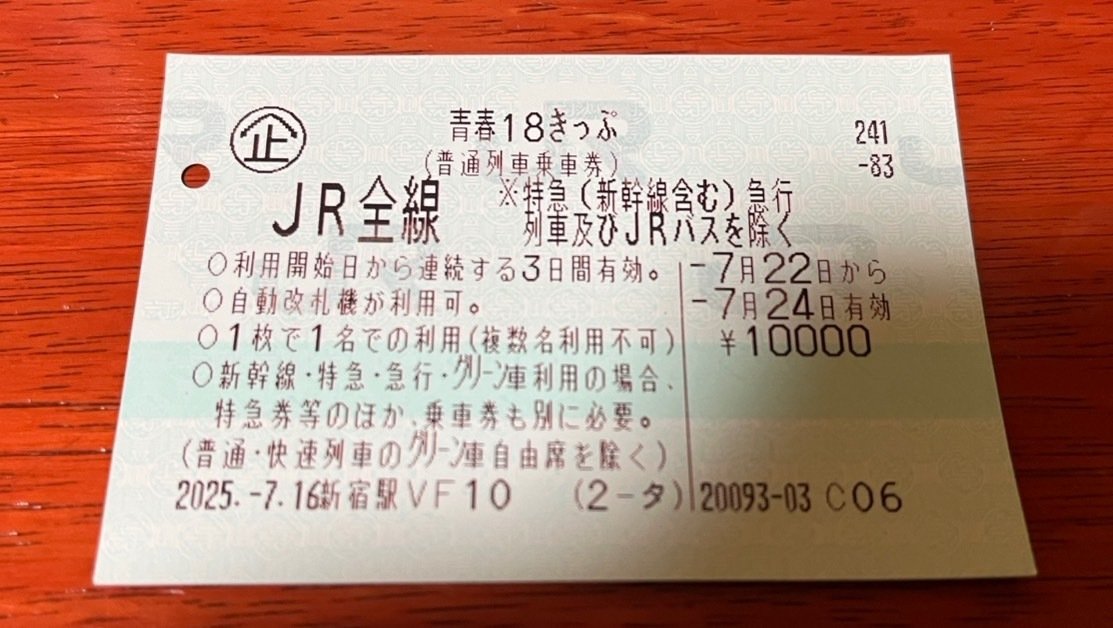 企 青春18きっぷ 241
(普通列車乗車券) -83
JR全線 ※特急(新幹線含む)急行
列車及びJRバスを除く
○利用開始日から連続する3日間有効。 -7月22日から
○自動改札機が利用可。 -7月24日有効
○1枚で1名での利用(複数名利用不可) ¥10000
○新幹線・特急・急行・グリーン車利用の場合、
特急券等のほか、乗車券も別に必要。
(普通・快速列車のグリーン車自由席を除く)
2025.-7.16新宿駅VF10 (2-タ) 20093-03 C06